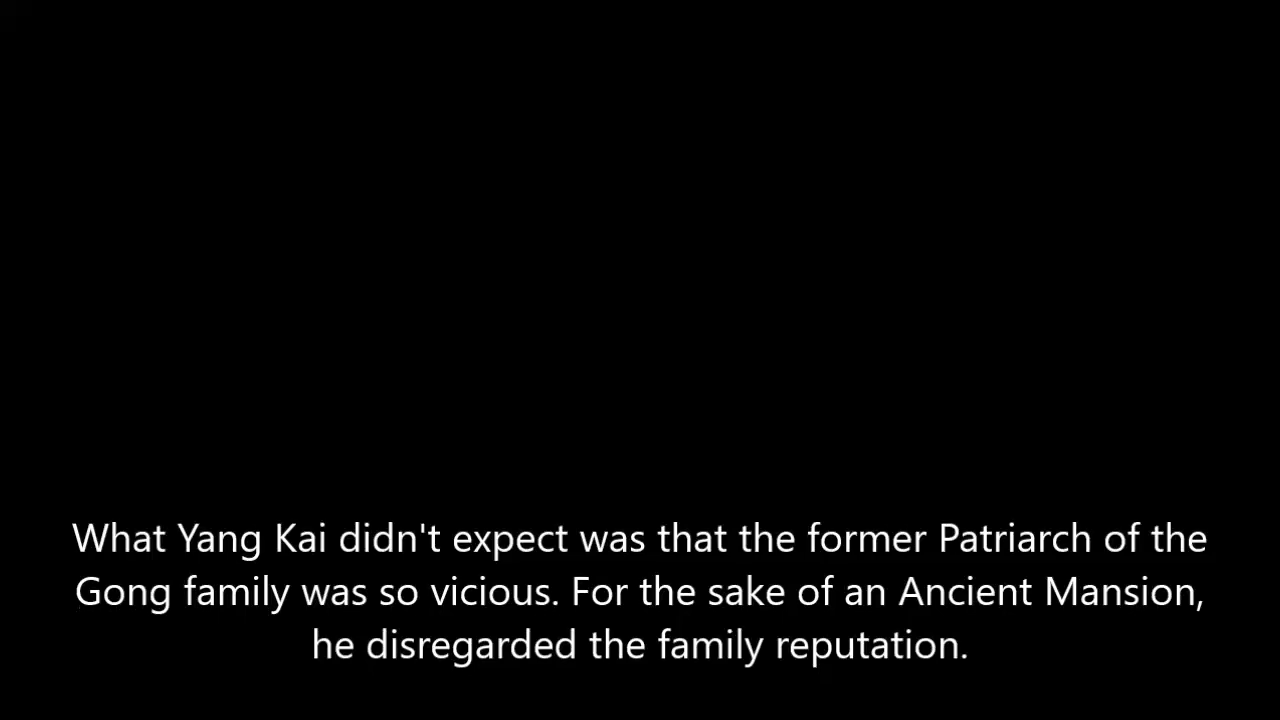 What Yang Kai didn't expect was that the former Patriarch of the
Gong family was so vicious. For the sake of an Ancient Mansion,
he disregarded the family reputation.